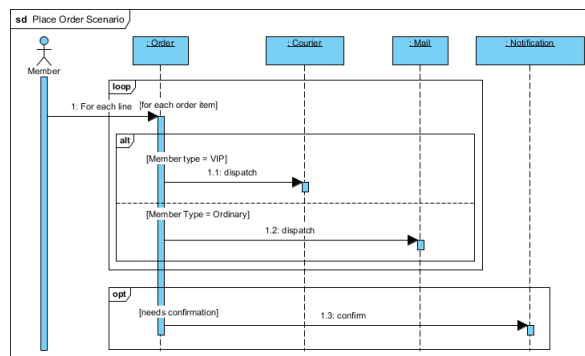 sd Place Order Scenario
: Order
: Courier
: Mail
: Notification
Member
loop
1: For each line
[for each order item]
alt
[Member type = VIP]
1.1: dispatch
[Member Type = Ordinary]
1.2: dispatch
opt
[needs confirmation]
1.3: confirm